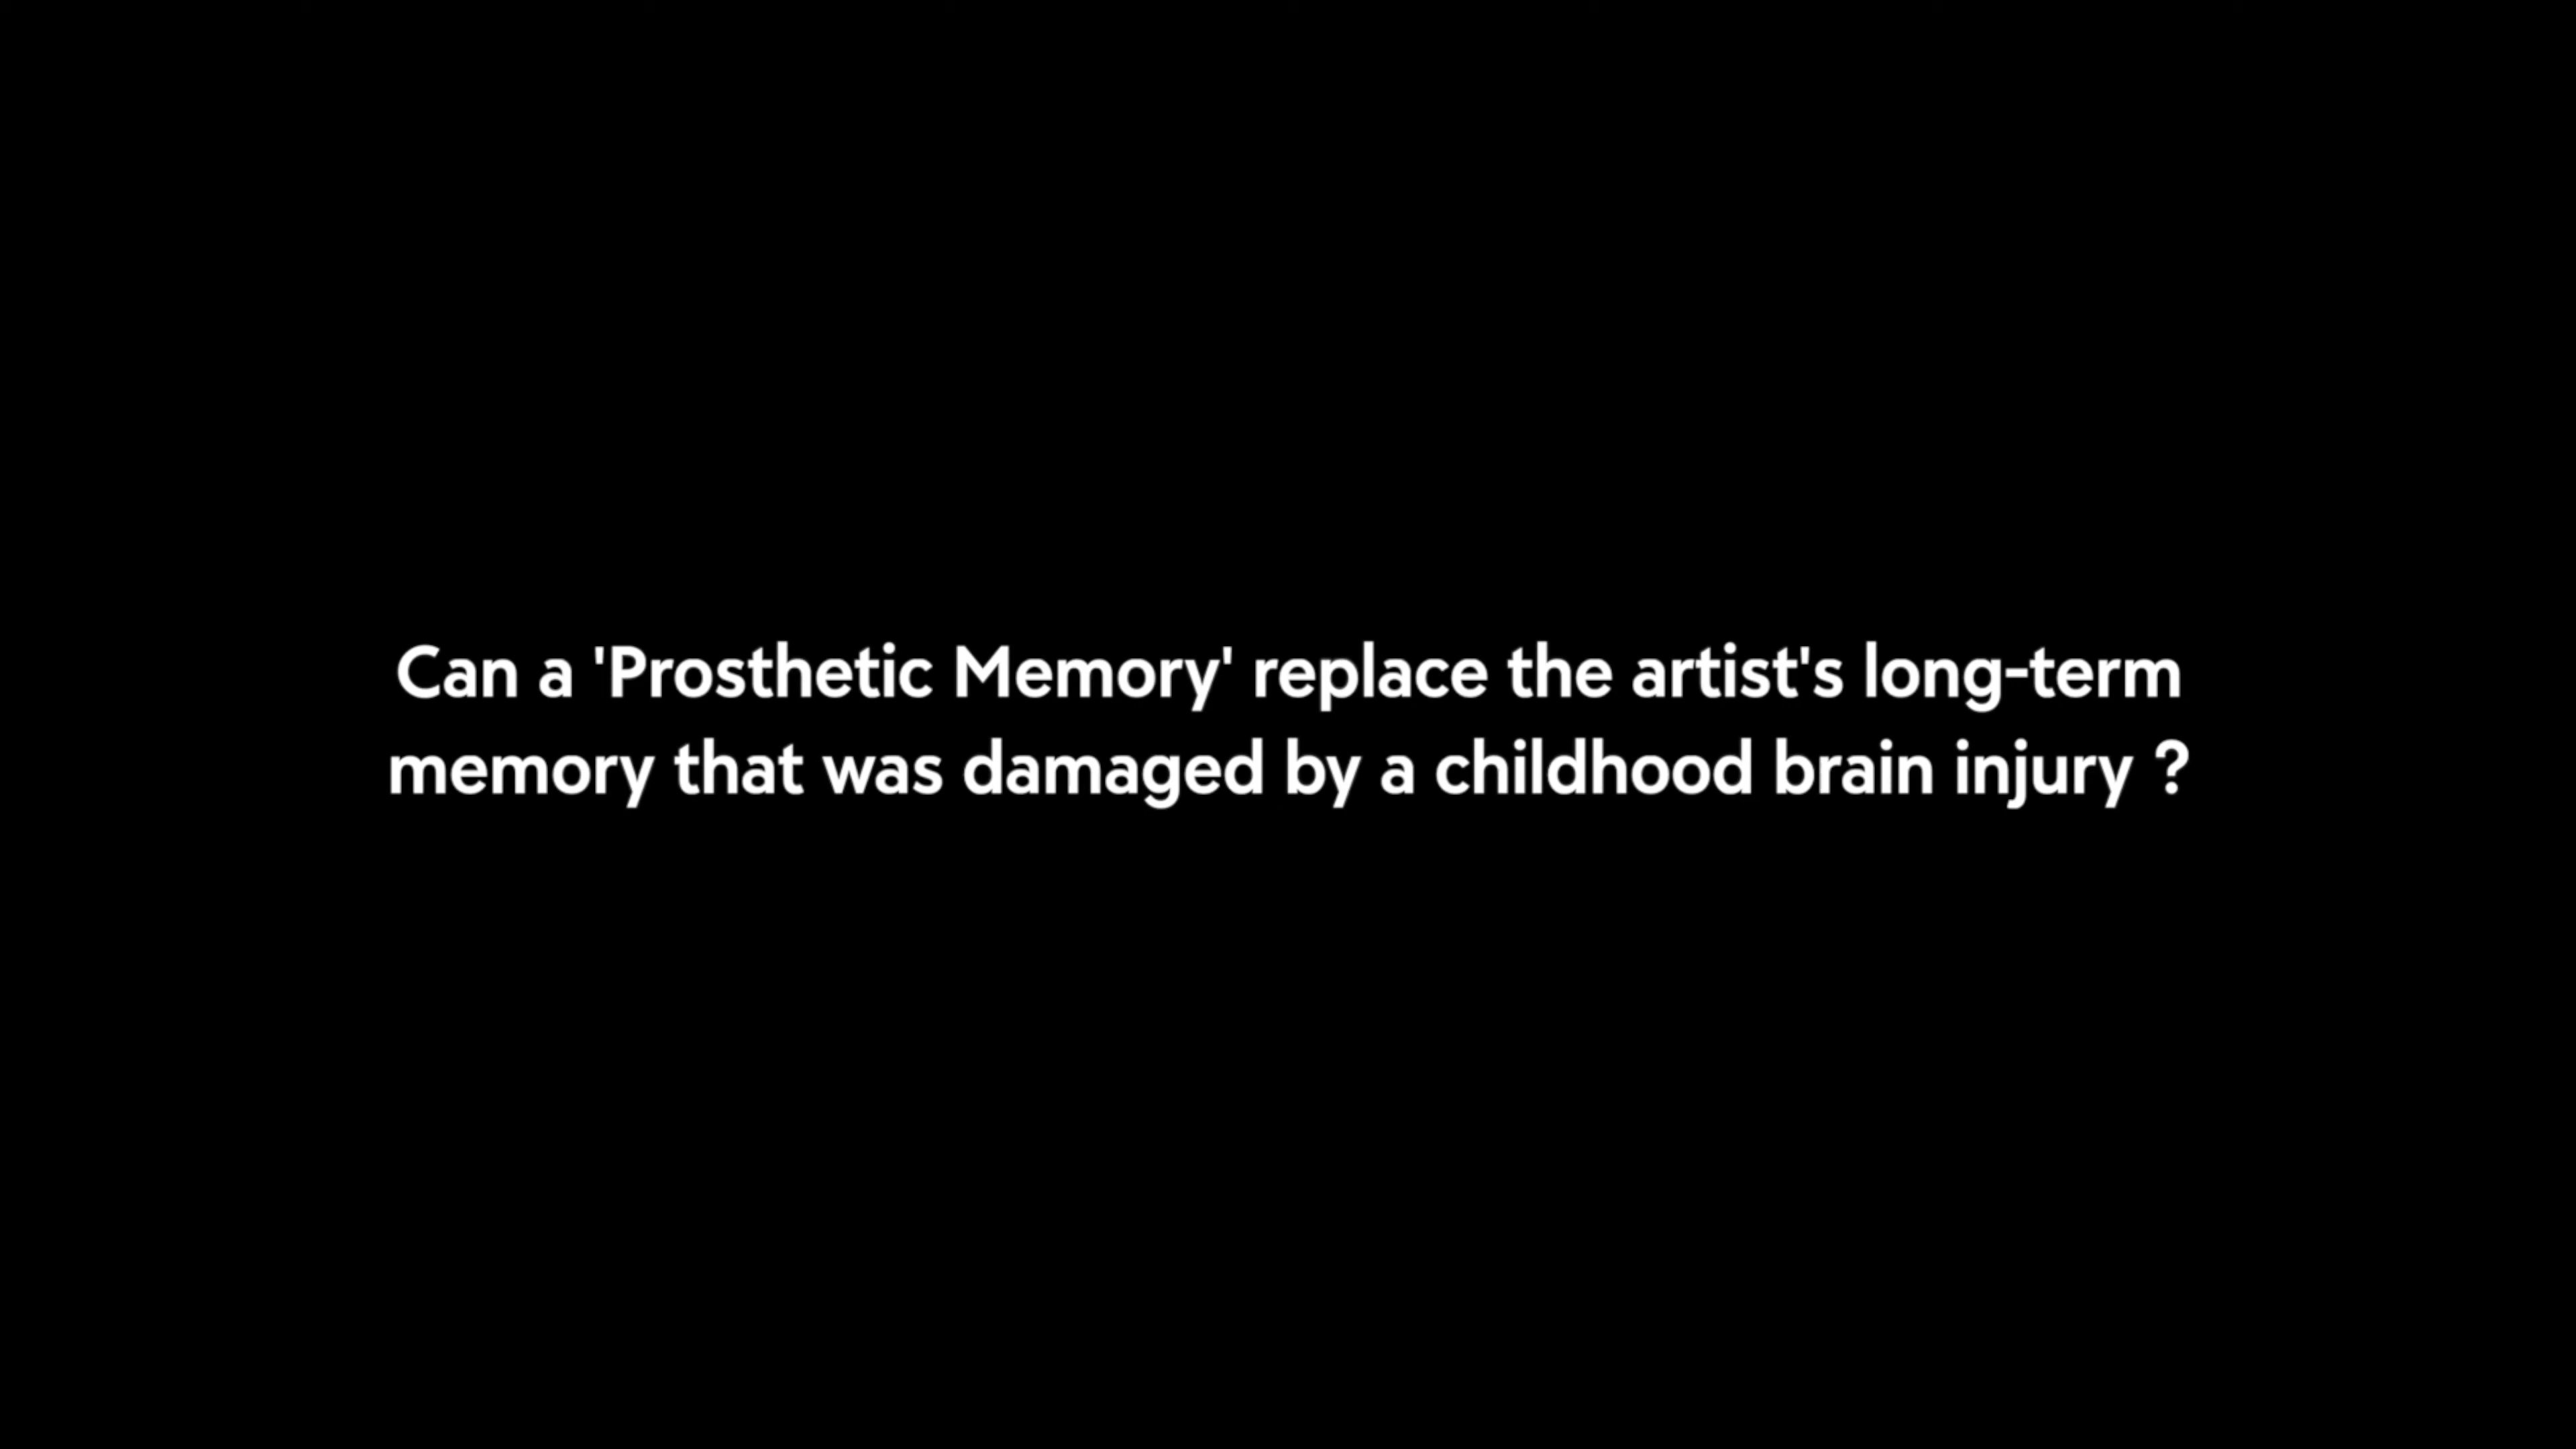 Can a 'Prosthetic Memory' replace the artist's long-term
memory that was damaged by a childhood brain injury ?